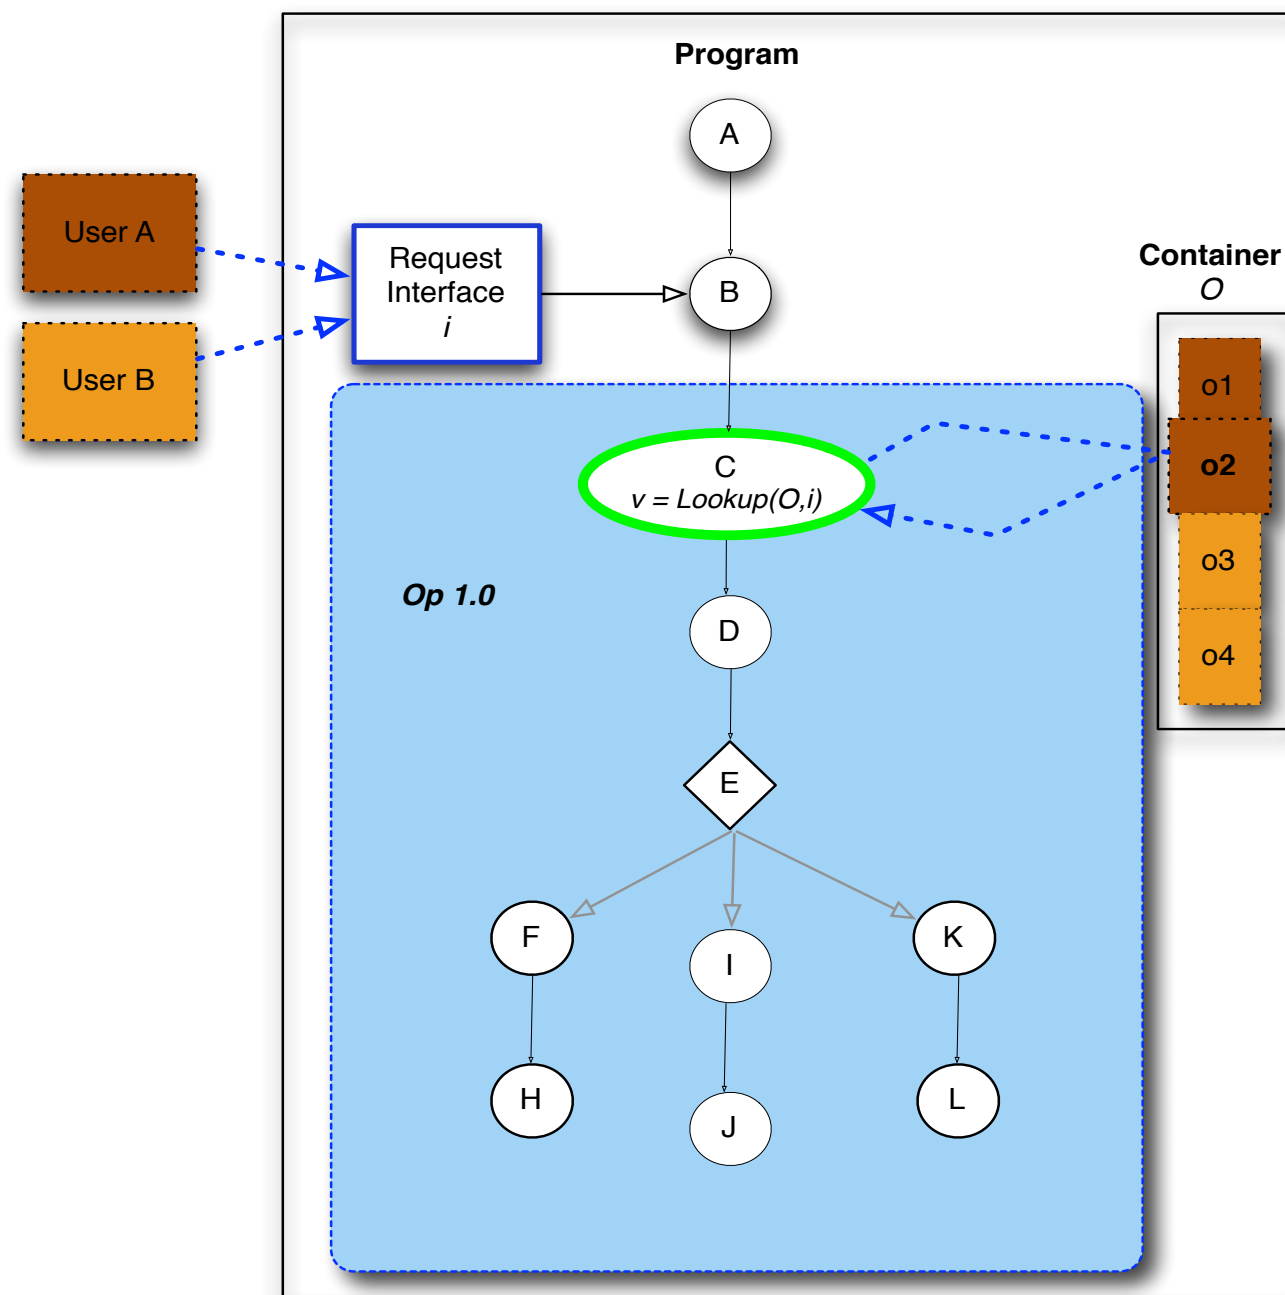 Program
A
User A
Request
Interface
i
B
Container
O
User B
o1
C
v = Lookup(O,i)
o2
Op 1.0
o3
D
o4
E
F
I
K
H
J
L